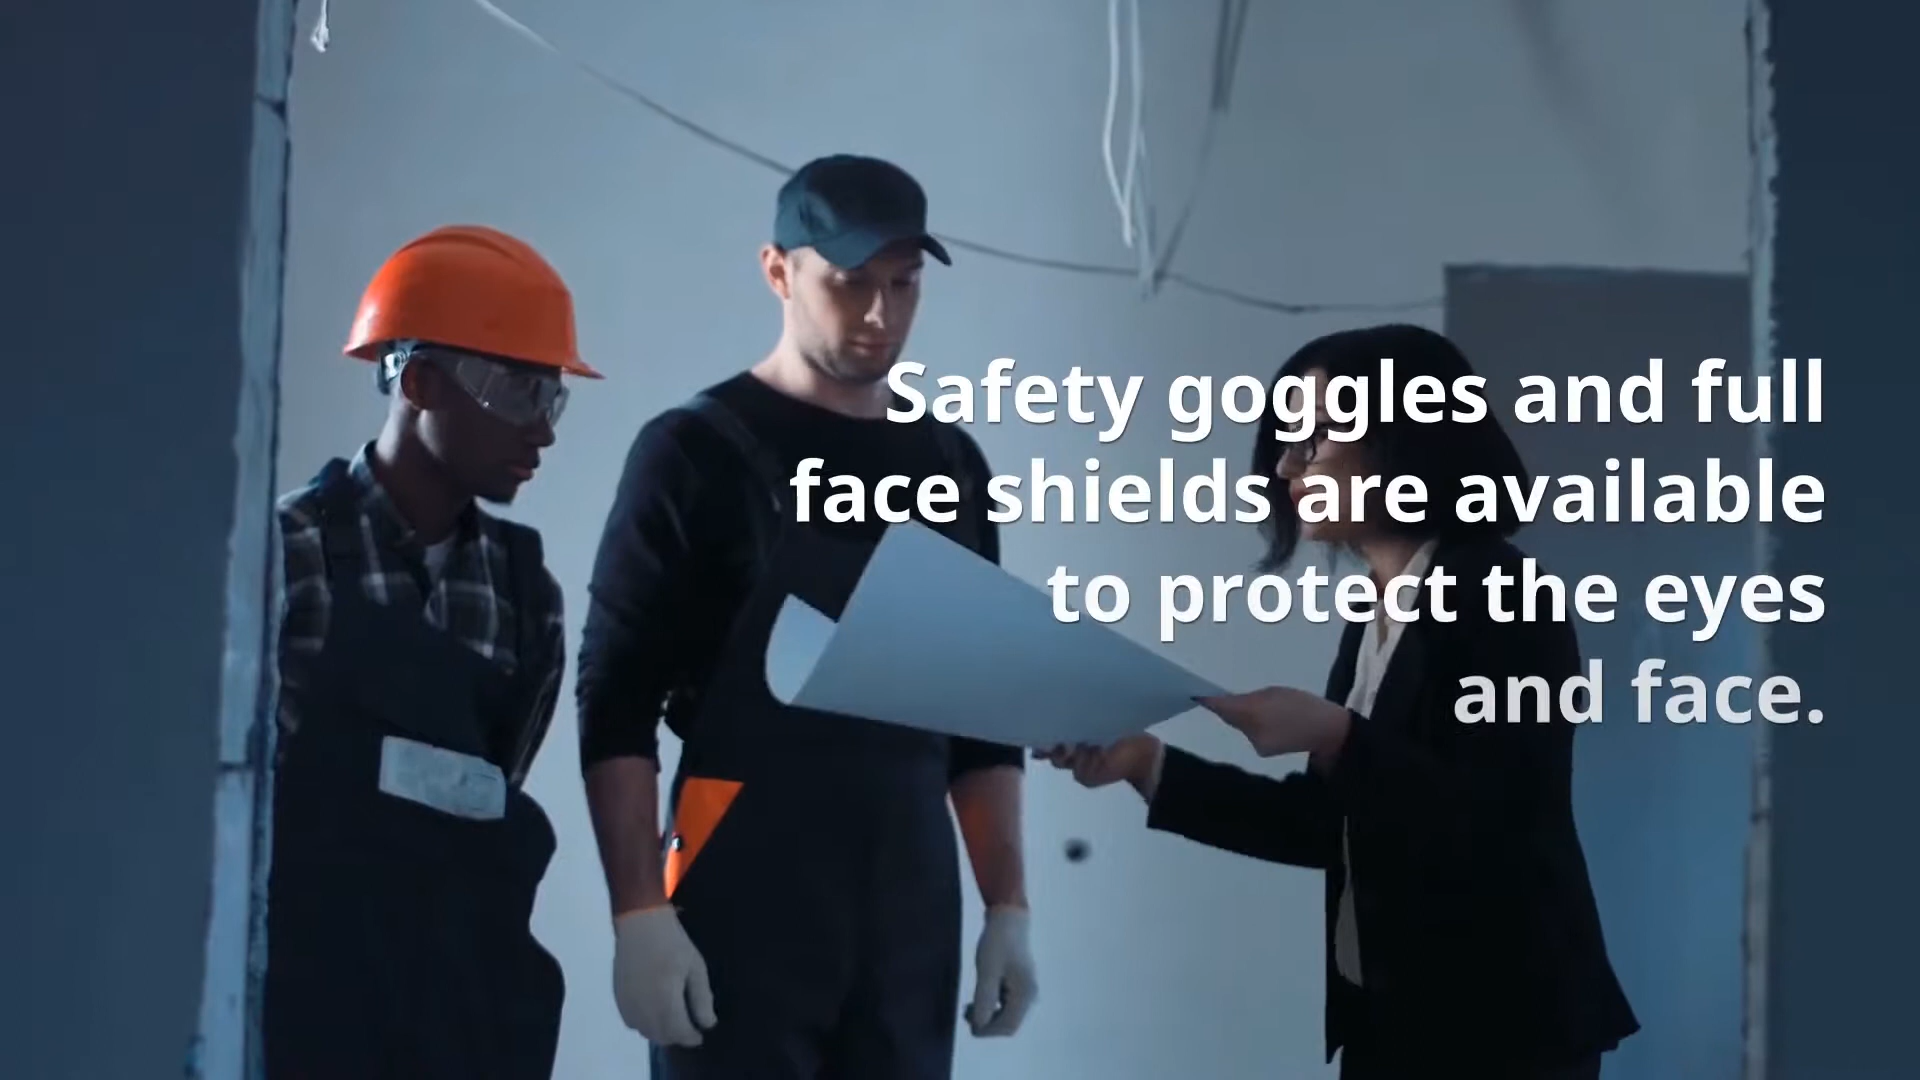 Safety goggles and full
face shields are available
to protect the eyes
and face.